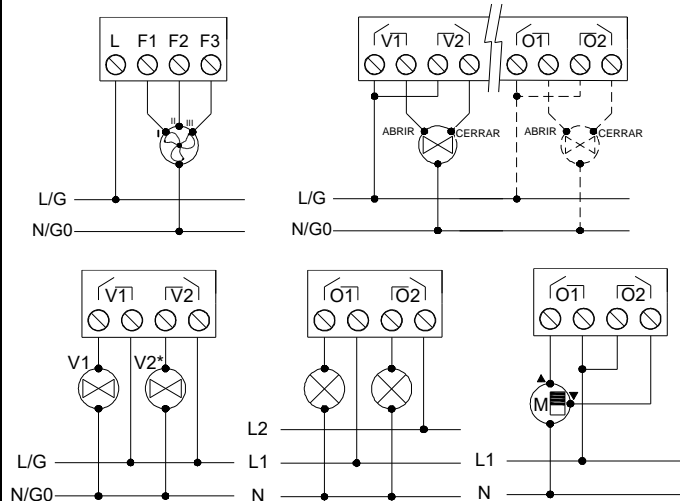 L F1 F2 F3
I II III
L/G
N/G0
V1 V2 O1 O2
ABRIR CERRAR ABRIR CERRAR
L/G
N/G0
V1 V2
V1 V2*
L/G
N/G0
O1 O2
L2
L1
N
O1 O2
M
L1
N